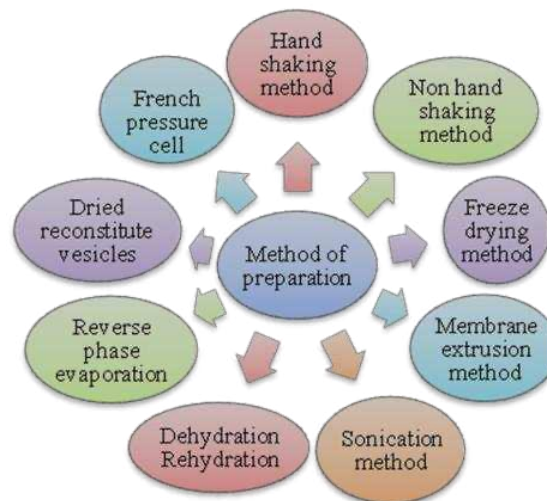 Hand
shaking
method
Non hand
shaking
method
Freeze
drying
method
Membrane
extrusion
method
Sonication
method
Dehydration
Rehydration
Reverse
phase
evaporation
Dried
reconstitute
vesicles
French
pressure
cell
Method of
preparation